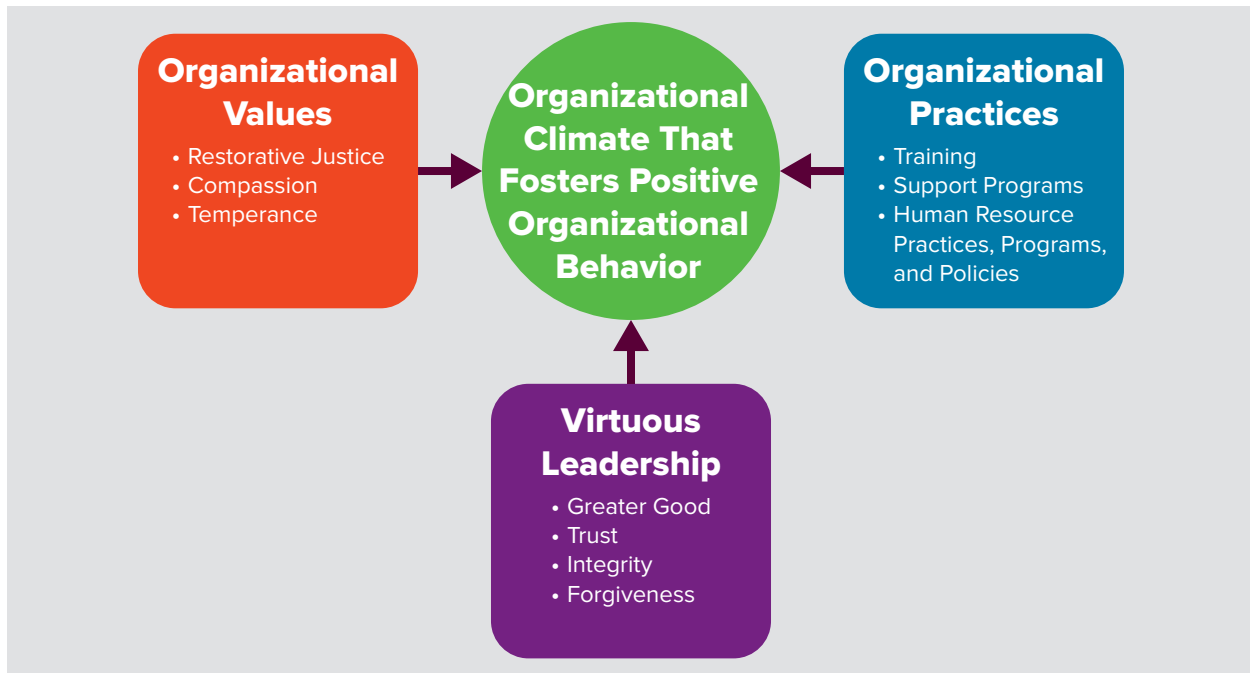 Organizational
Values
• Restorative Justice
• Compassion
• Temperance
Organizational
Climate That
Fosters Positive
Organizational
Behavior
Organizational
Practices
• Training
• Support Programs
• Human Resource
Practices, Programs,
and Policies
Virtuous
Leadership
• Greater Good
• Trust
• Integrity
• Forgiveness